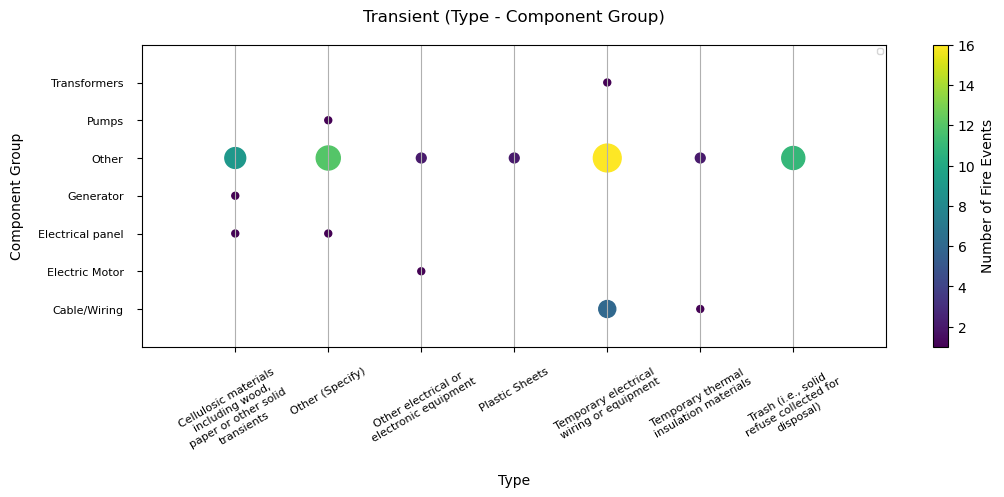 Transient (Type - Component Group)
Component Group
Transformers
Pumps
Other
Generator
Electrical panel
Electric Motor
Cable/Wiring
Cellulosic materials
including wood,
paper or other solid
transients
Other (Specify)
Other electrical or
electronic equipment
Plastic Sheets
Temporary electrical
wiring or equipment
Temporary thermal
insulation materials
Trash (i.e., solid
refuse collected for
disposal)
Type
16
14
12
10
8
6
4
2
Number of Fire Events